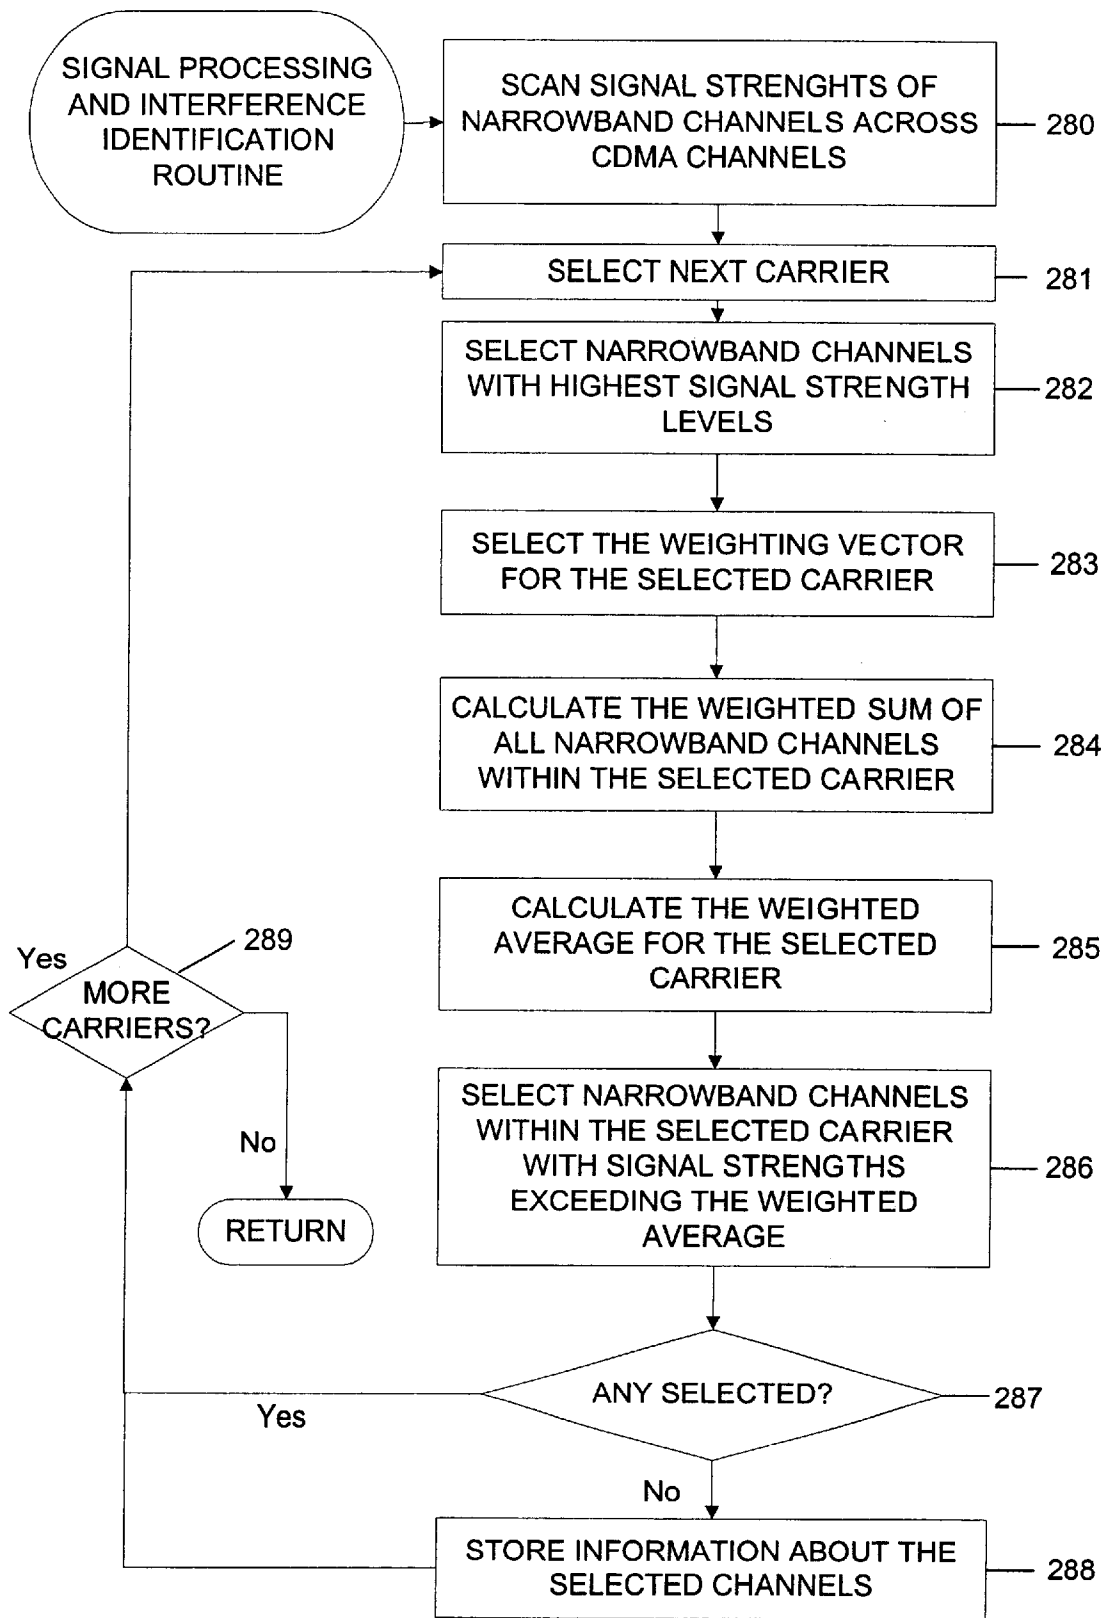 SIGNAL PROCESSING
AND INTERFERENCE
IDENTIFICATION
ROUTINE
SCAN SIGNAL STRENGHTS OF
NARROWBAND CHANNELS ACROSS
CDMA CHANNELS
280
SELECT NEXT CARRIER
281
SELECT NARROWBAND CHANNELS
WITH HIGHEST SIGNAL STRENGTH
LEVELS
282
SELECT THE WEIGHTING VECTOR
FOR THE SELECTED CARRIER
283
CALCULATE THE WEIGHTED SUM OF
ALL NARROWBAND CHANNELS
WITHIN THE SELECTED CARRIER
284
CALCULATE THE WEIGHTED
AVERAGE FOR THE SELECTED
CARRIER
285
SELECT NARROWBAND CHANNELS
WITHIN THE SELECTED CARRIER
WITH SIGNAL STRENGTHS
EXCEEDING THE WEIGHTED
AVERAGE
286
ANY SELECTED?
287
Yes
No
STORE INFORMATION ABOUT THE
SELECTED CHANNELS
288
MORE
CARRIERS?
289
Yes
No
RETURN